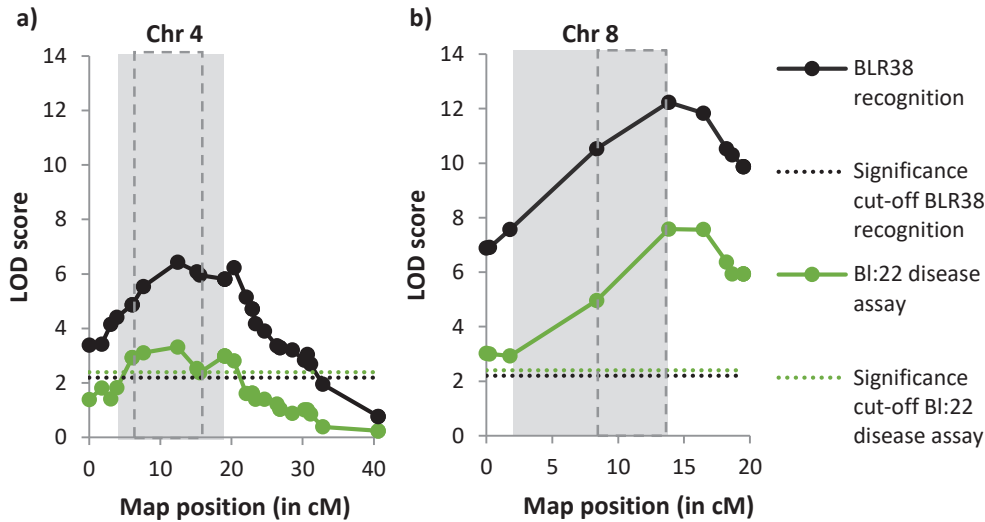 a)
Chr 4
LOD score
14
12
10
8
6
4
2
0
0
10
20
30
40
Map position (in cM)
b)
Chr 8
LOD score
14
12
10
8
6
4
2
0
0
5
10
15
20
Map position (in cM)
BLR38
recognition
Significance
cut-off BLR38
recognition
Bl:22 disease
assay
Significance
cut-off Bl:22
disease assay